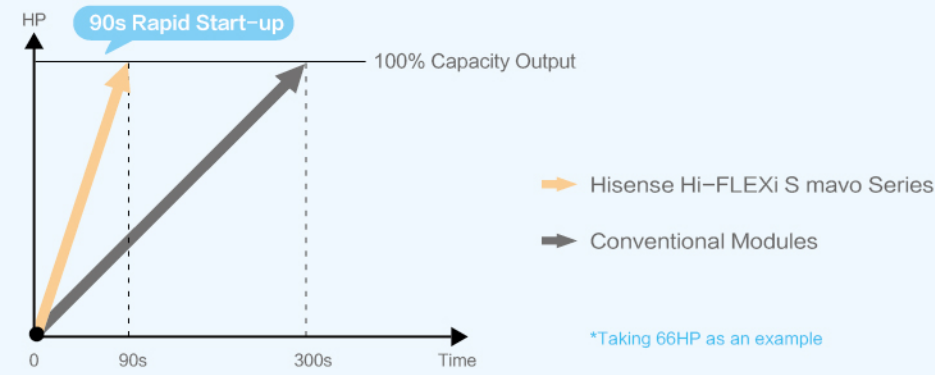 HP
90s Rapid Start-up
100% Capacity Output
Hisense Hi-FLEXi S mavo Series
Conventional Modules
*Taking 66HP as an example
0
90s
300s
Time